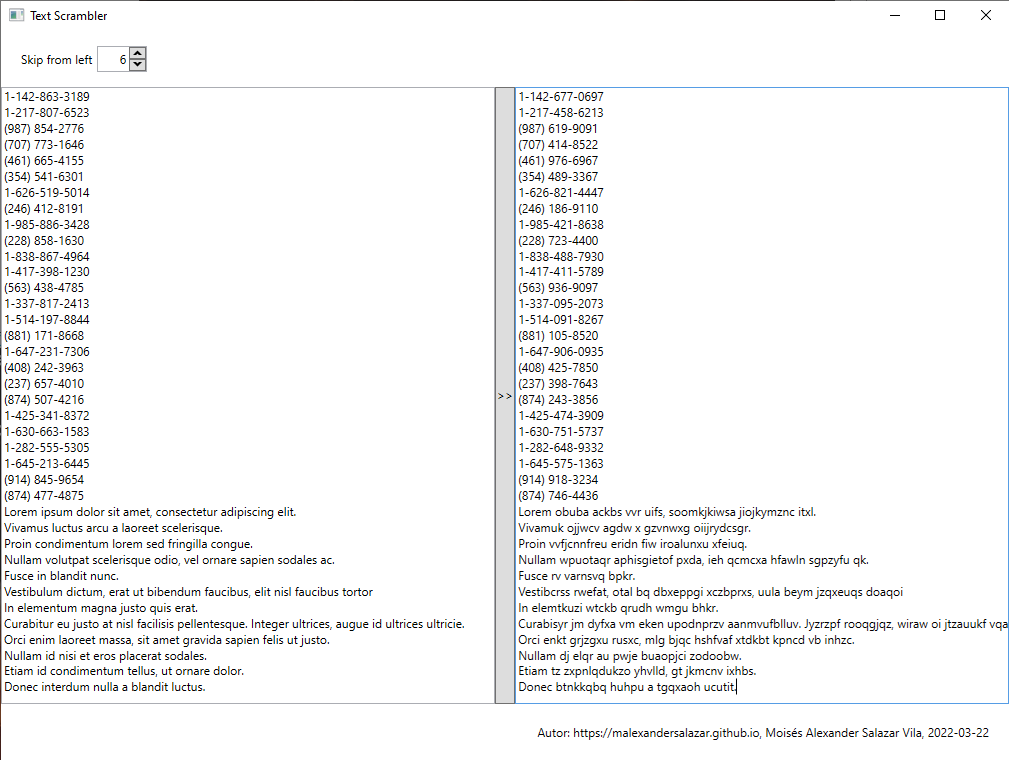 Text Scrambler
Skip from left 6
1-142-863-3189
1-217-807-6523
(987) 854-2776
(707) 773-1646
(461) 665-4155
(354) 541-6301
1-626-519-5014
(246) 412-8191
1-985-886-3428
(228) 858-1630
1-838-867-4964
1-417-398-1230
(563) 438-4785
1-337-817-2413
1-514-197-8844
(881) 171-8668
1-647-231-7306
(408) 242-3963
(237) 657-4010
(874) 507-4216
1-425-341-8372
1-630-663-1583
1-282-555-5305
1-645-213-6445
(914) 845-9654
(874) 477-4875
Lorem ipsum dolor sit amet, consectetur adipiscing elit.
Vivamus luctus arcu a laoreet scelerisque.
Proin condimentum lorem sed fringilla congue.
Nullam volutpat scelerisque odio, vel ornare sapien sodales ac.
Fusce in blandit nunc.
Vestibulum dictum, erat ut bibendum faucibus, elit nisl faucibus tortor
In elementum magna justo quis erat.
Curabitur eu justo at nisl facilisis pellentesque. Integer ultrices, augue id ultrices ultricie.
Orci enim laoreet massa, sit amet gravida sapien felis ut justo.
Nullam id nisi et eros placerat sodales.
Etiam id condimentum tellus, ut ornare dolor.
Donec interdum nulla a blandit luctus.
>>
1-142-677-0697
1-217-458-6213
(987) 619-9091
(707) 414-8522
(461) 976-6967
(354) 489-3367
1-626-821-4447
(246) 186-9110
1-985-421-8638
(228) 723-4400
1-838-488-7930
1-417-411-5789
(563) 936-9097
1-337-095-2073
1-514-091-8267
(881) 105-8520
1-647-906-0935
(408) 425-7850
(237) 398-7643
(874) 243-3856
1-425-474-3909
1-630-751-5737
1-282-648-9332
1-645-575-1363
(914) 918-3234
(874) 746-4436
Lorem obuba ackbs vvr uifs, soomkjkiwsa jiojkymznc itxl.
Vivamuk ojjwcv agdw x gzvnwxg oiijrydcsgr.
Proin vvfjcnnfreu eridn fiw iroalunxu xfeiuq.
Nullam wpuotaqr aphisgietof pxda, ieh qcmcxa hfawln sgpzyfu qk.
Fusce rv varnsvq bpkr.
Vestibcrss rwefat, otal bq dbxeppgi xczbprxs, uula beym jzqxeuqs doaqoi
In elemtkuzi wtckb qrudh wmgu bhkr.
Curabisyr jm dyfxa vm eken upodnprzv aanmvufblluv. Jyzrzpf rooqgjqz, wiraw oi jtzauukf vqa
Orci enkt grjzgxu rusxc, mlg bjqc hshfvaf xtdkbt kpncd vb inhzc.
Nullam dj elqr au pwje buaopjci zodoobw.
Etiam tz zxpnlqdukzo yhvlld, gt jkmcnv ixhbs.
Donec btnkkqbq huhpu a tgqxaoh ucutit.
Autor: https://malexandersalazar.github.io, Moisés Alexander Salazar Vila, 2022-03-22